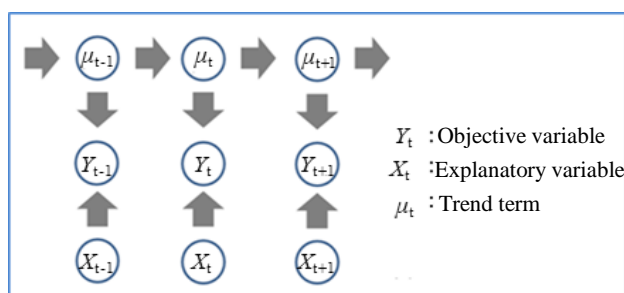 μt-1 μt μt+1
Yt-1 Yt Yt+1
Xt-1 Xt Xt+1
Yt :Objective variable
Xt :Explanatory variable
μt :Trend term